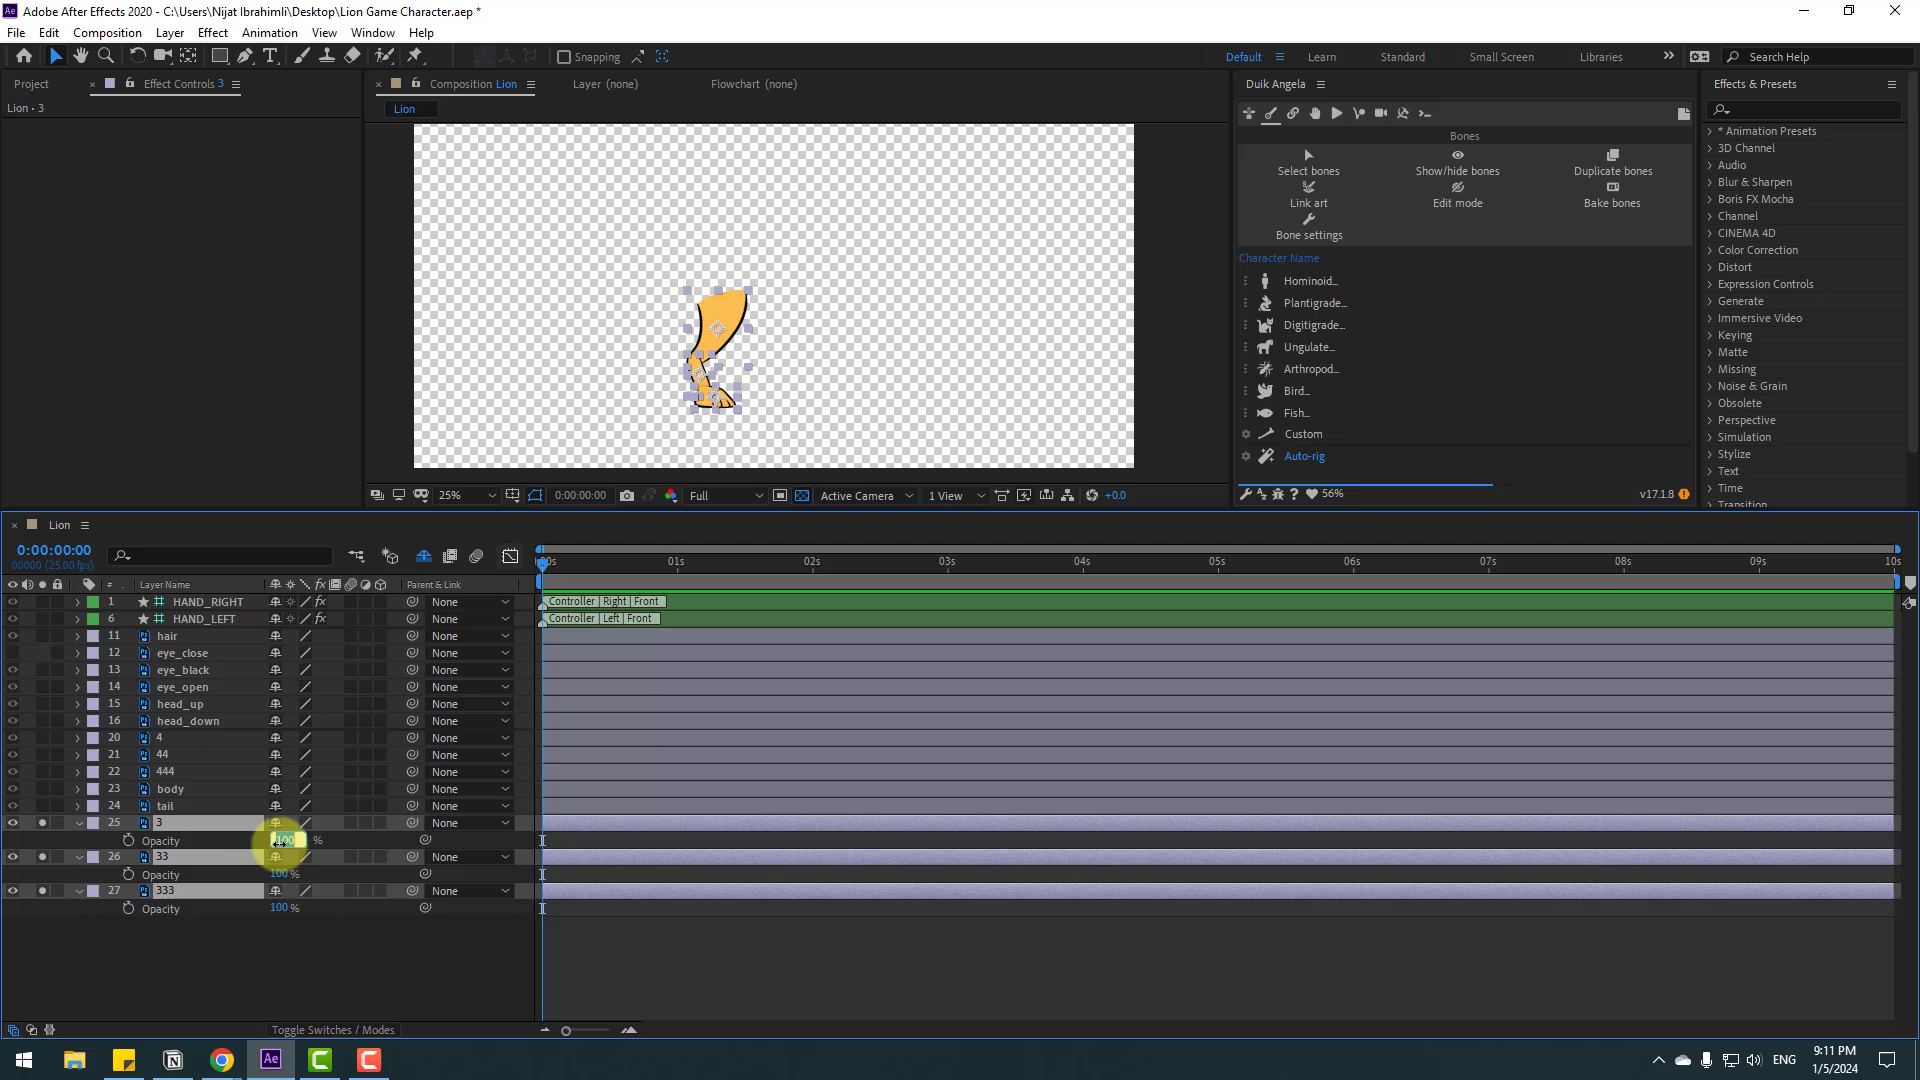 Adobe After Effects 2020 - C:\Users\Nijat Ibrahimli\Desktop\Lion Game Character.aep *
File Edit Composition Layer Effect Animation View Window Help
Snapping Default Learn Standard Small Screen Libraries Search Help
Project Effect Controls 3 Composition Lion Layer (none) Flowchart (none) Duik Angela Effects & Presets
Lion • 3
Lion
Bones
Select bones Show/hide bones Duplicate bones
Link art Edit mode Bake bones
Bone settings
Character Name
Hominoid...
Plantigrade...
Digitigrade...
Ungulate...
Arthropod...
Bird...
Fish...
Custom
Auto-rig
56% v17.1.8
* Animation Presets
3D Channel
Audio
Blur & Sharpen
Boris FX Mocha
Channel
CINEMA 4D
Color Correction
Distort
Expression Controls
Generate
Immersive Video
Keying
Matte
Missing
Noise & Grain
Obsolete
Perspective
Simulation
Stylize
Text
Time
Transition
25% 0:00:00:00 Full Active Camera 1 View +0.0
Lion
0:00:00:00
00000 (25.00 fps)
00s 01s 02s 03s 04s 05s 06s 07s 08s 09s 10s
# Layer Name Parent & Link
1 HAND_RIGHT None Controller | Right | Front
6 HAND_LEFT None Controller | Left | Front
11 hair None
12 eye_close None
13 eye_black None
14 eye_open None
15 head_up None
16 head_down None
20 4 None
21 44 None
22 444 None
23 body None
24 tail None
25 3 None
Opacity 100 %
26 33 None
Opacity 100 %
27 333 None
Opacity 100 %
Toggle Switches / Modes
ENG 9:11 PM
1/5/2024